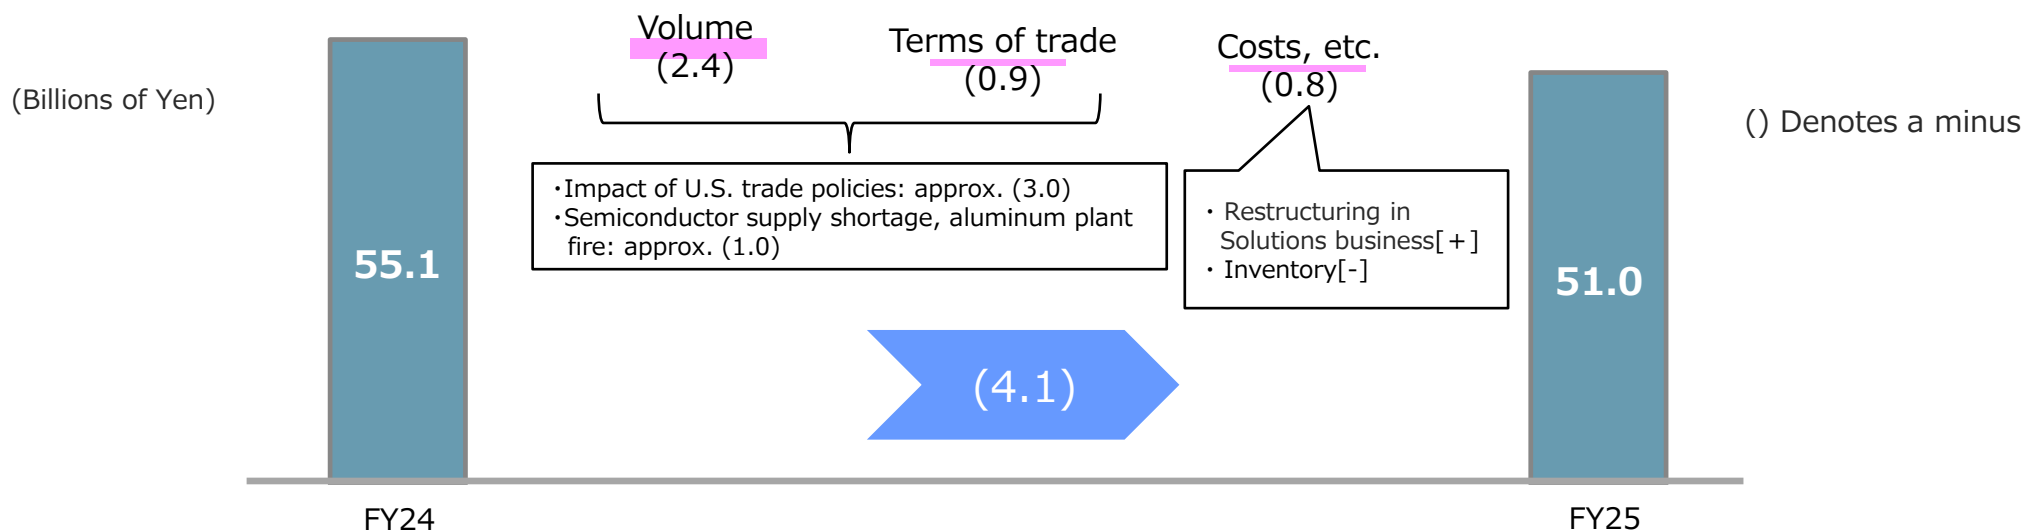 (Billions of Yen)
Volume
(2.4)
Terms of trade
(0.9)
Costs, etc.
(0.8)
() Denotes a minus
・Impact of U.S. trade policies: approx. (3.0)
・Semiconductor supply shortage, aluminum plant
fire: approx. (1.0)
・ Restructuring in
Solutions business[+]
・ Inventory[-]
55.1
(4.1)
51.0
FY24
FY25